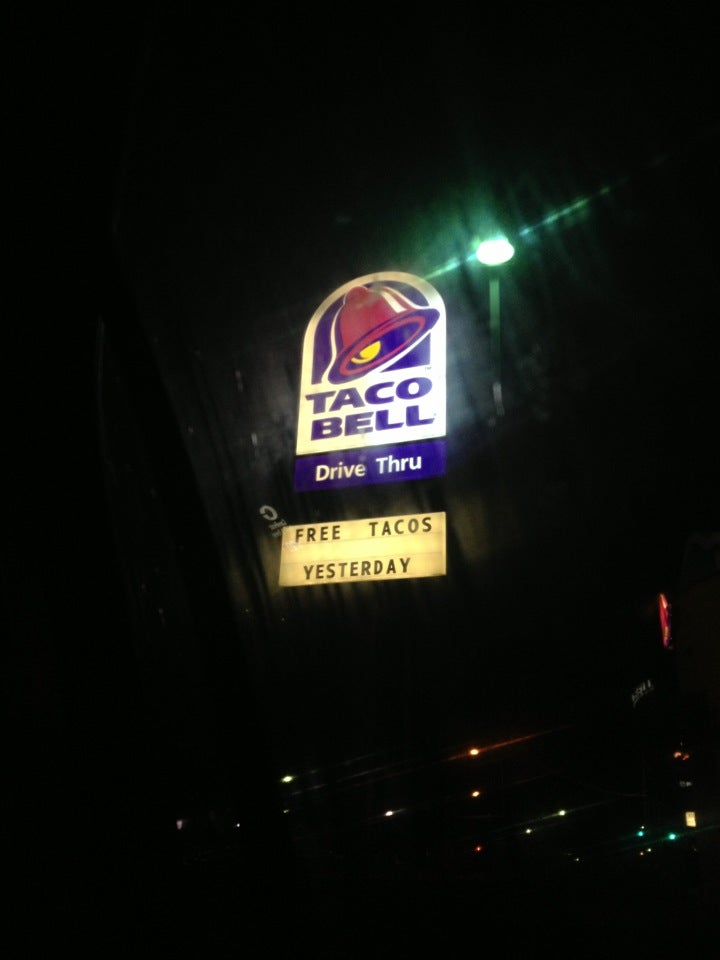 TACO
BELL
Drive Thru
FREE TACOS
YESTERDAY